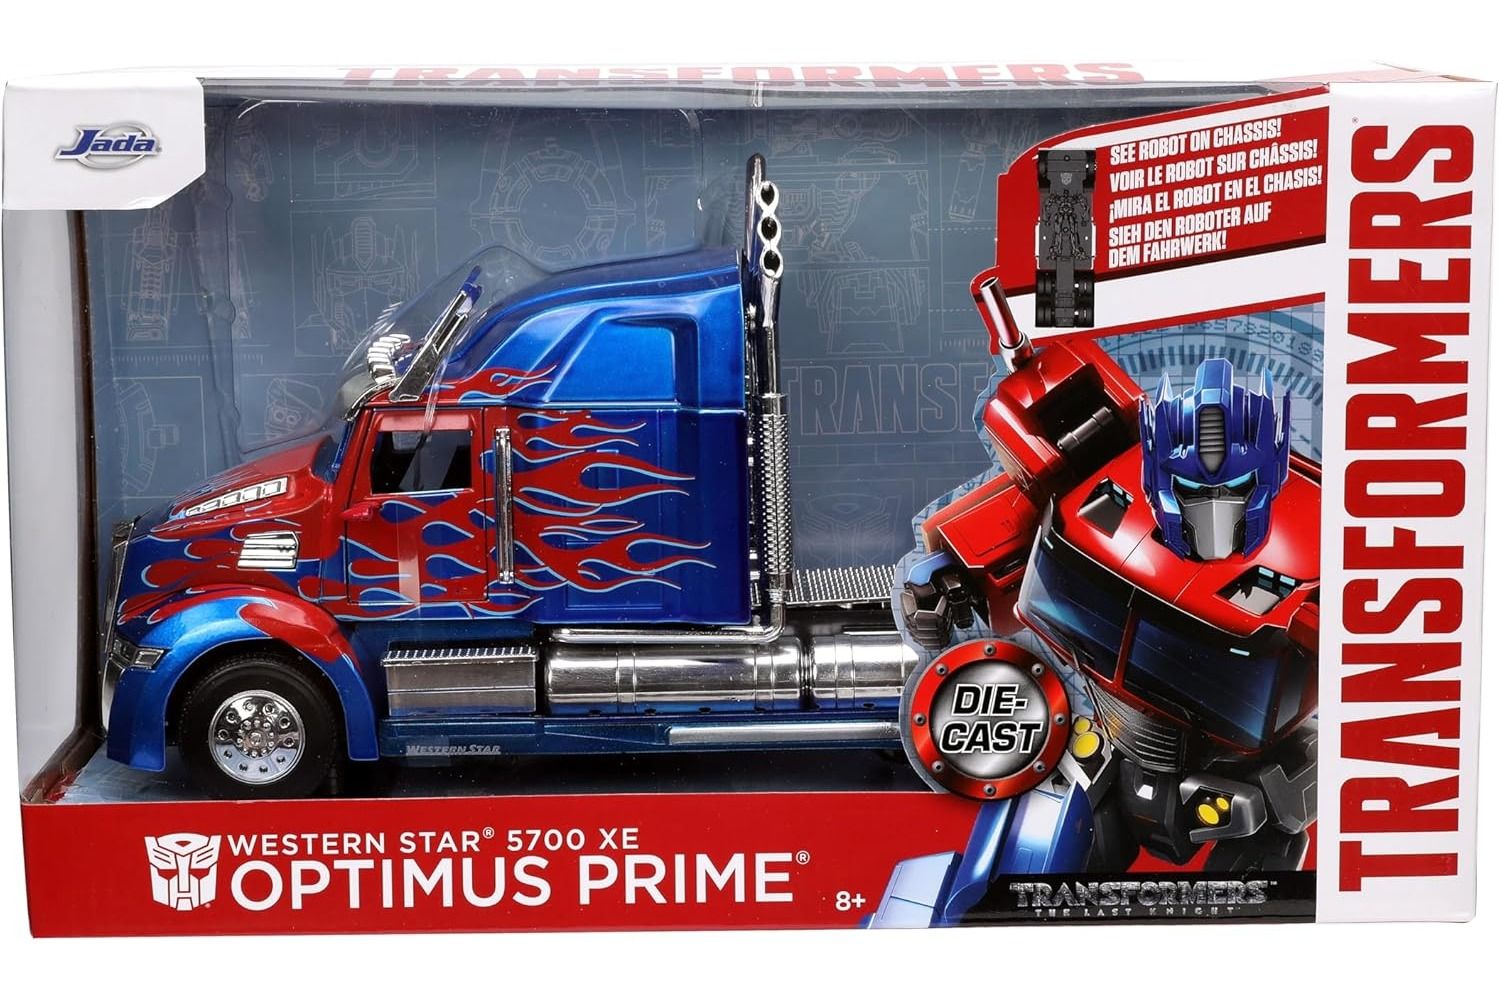 TRANSFORMERS
Jada
SEE ROBOT ON CHASSIS!
VOIR LE ROBOT SUR CHÂSSIS!
¡MIRA EL ROBOT EN EL CHASIS!
SIEH DEN ROBOTER AUF
DEM FAHRWERK!
TRANSFORMERS®
TRANSF
WESTERN STAR
DIE-
CAST
WESTERN STAR® 5700 XE
OPTIMUS PRIME®
8+
TRANSFORMERS™
THE LAST KNIGHT